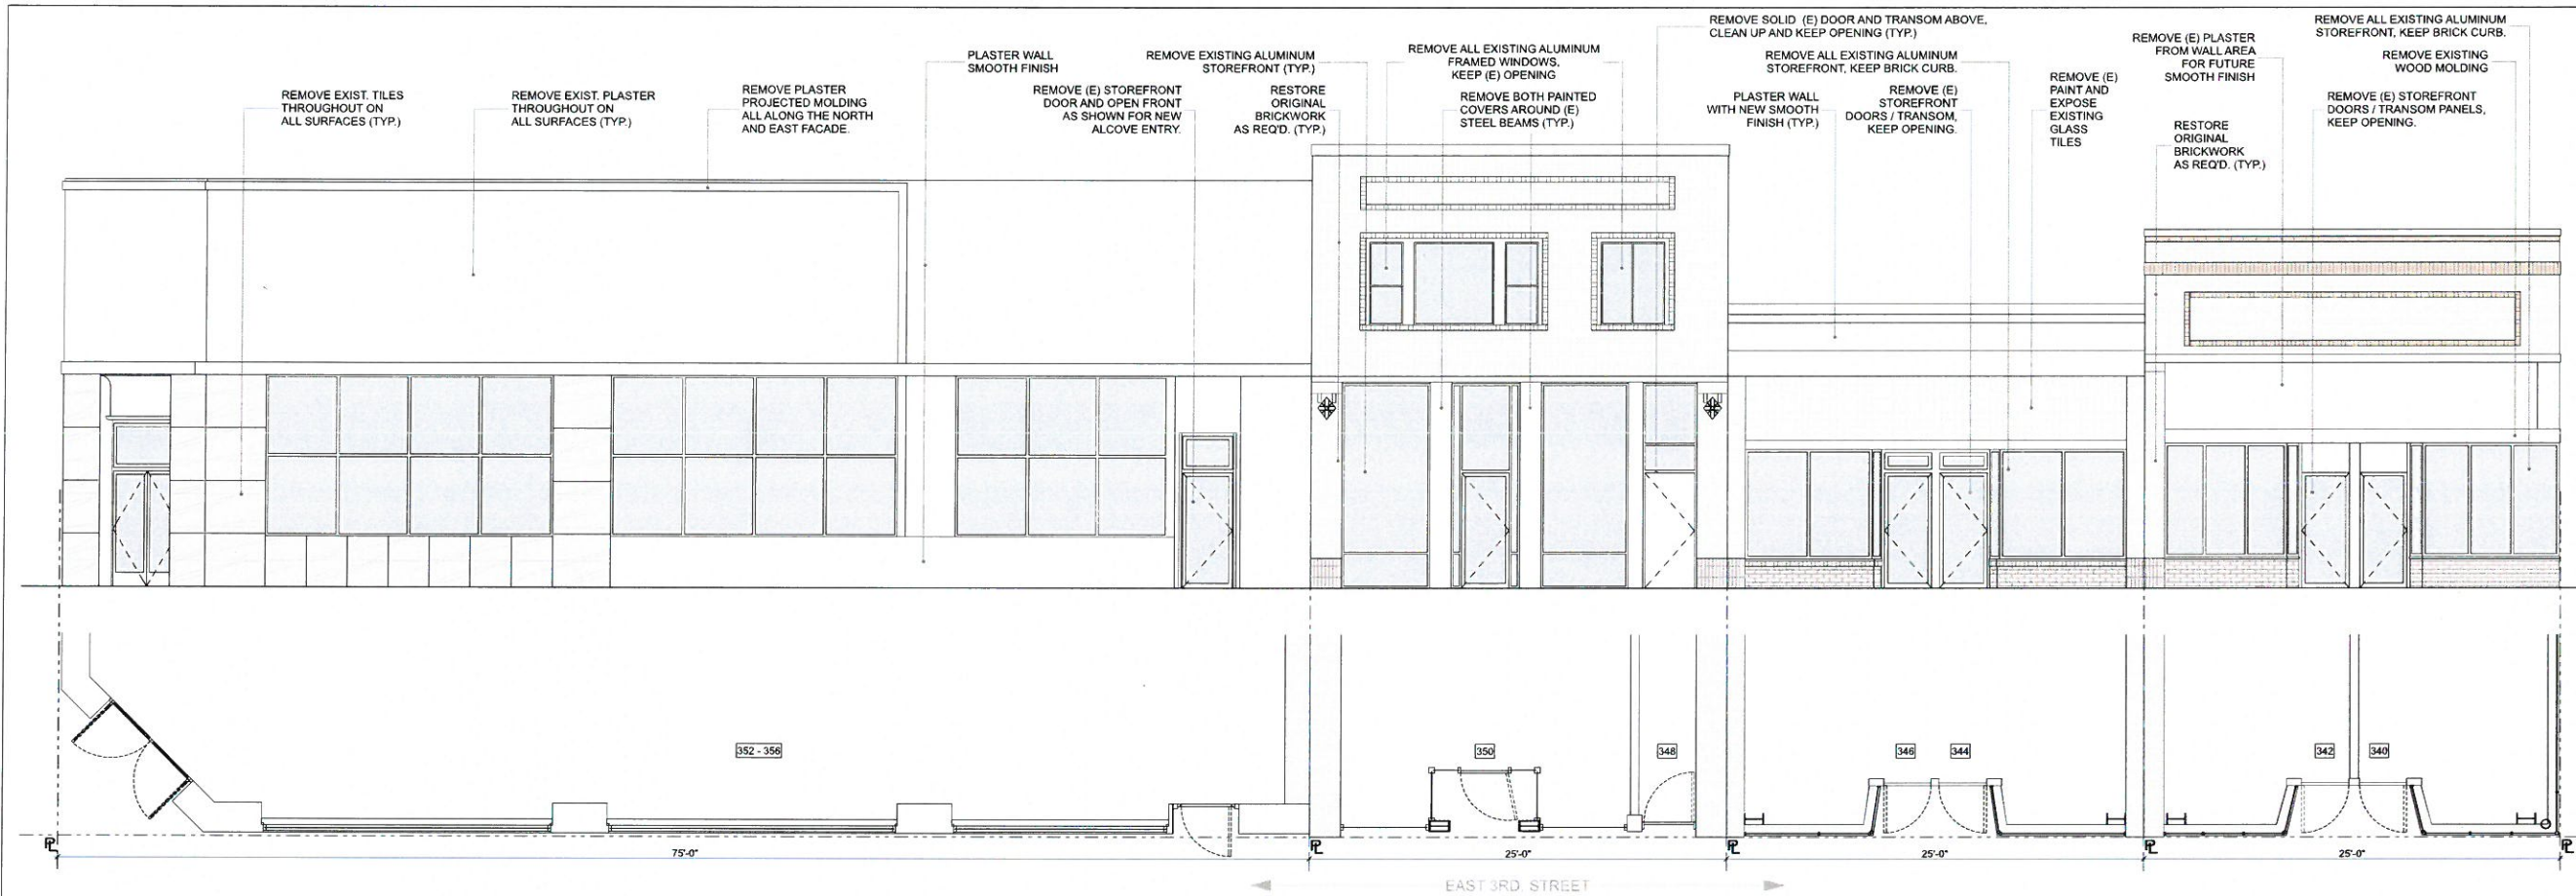 REMOVE EXIST. TILES
THROUGHOUT ON
ALL SURFACES (TYP.)
REMOVE EXIST. PLASTER
THROUGHOUT ON
ALL SURFACES (TYP.)
REMOVE PLASTER
PROJECTED MOLDING
ALL ALONG THE NORTH
AND EAST FACADE.
PLASTER WALL
SMOOTH FINISH
REMOVE (E) STOREFRONT
DOOR AND OPEN FRONT
AS SHOWN FOR NEW
ALCOVE ENTRY.
REMOVE EXISTING ALUMINUM
STOREFRONT (TYP.)
RESTORE
ORIGINAL
BRICKWORK
AS REQ'D. (TYP.)
REMOVE ALL EXISTING ALUMINUM
FRAMED WINDOWS,
KEEP (E) OPENING
REMOVE BOTH PAINTED
COVERS AROUND (E)
STEEL BEAMS (TYP.)
REMOVE SOLID (E) DOOR AND TRANSOM ABOVE,
CLEAN UP AND KEEP OPENING (TYP.)
REMOVE ALL EXISTING ALUMINUM
STOREFRONT, KEEP BRICK CURB.
PLASTER WALL
WITH NEW SMOOTH
FINISH (TYP.)
REMOVE (E)
STOREFRONT
DOORS / TRANSOM,
KEEP OPENING.
REMOVE (E)
PAINT AND
EXPOSE
EXISTING
GLASS
TILES
REMOVE (E) PLASTER
FROM WALL AREA
FOR FUTURE
SMOOTH FINISH
RESTORE
ORIGINAL
BRICKWORK
AS REQ'D. (TYP.)
REMOVE ALL EXISTING ALUMINUM
STOREFRONT, KEEP BRICK CURB.
REMOVE EXISTING
WOOD MOLDING
REMOVE (E) STOREFRONT
DOORS / TRANSOM PANELS,
KEEP OPENING.
352 - 356
350
348
346
344
342
340
PL
75'-0"
PL
25'-0"
PL
25'-0"
PL
25'-0"
PL
EAST 3RD. STREET